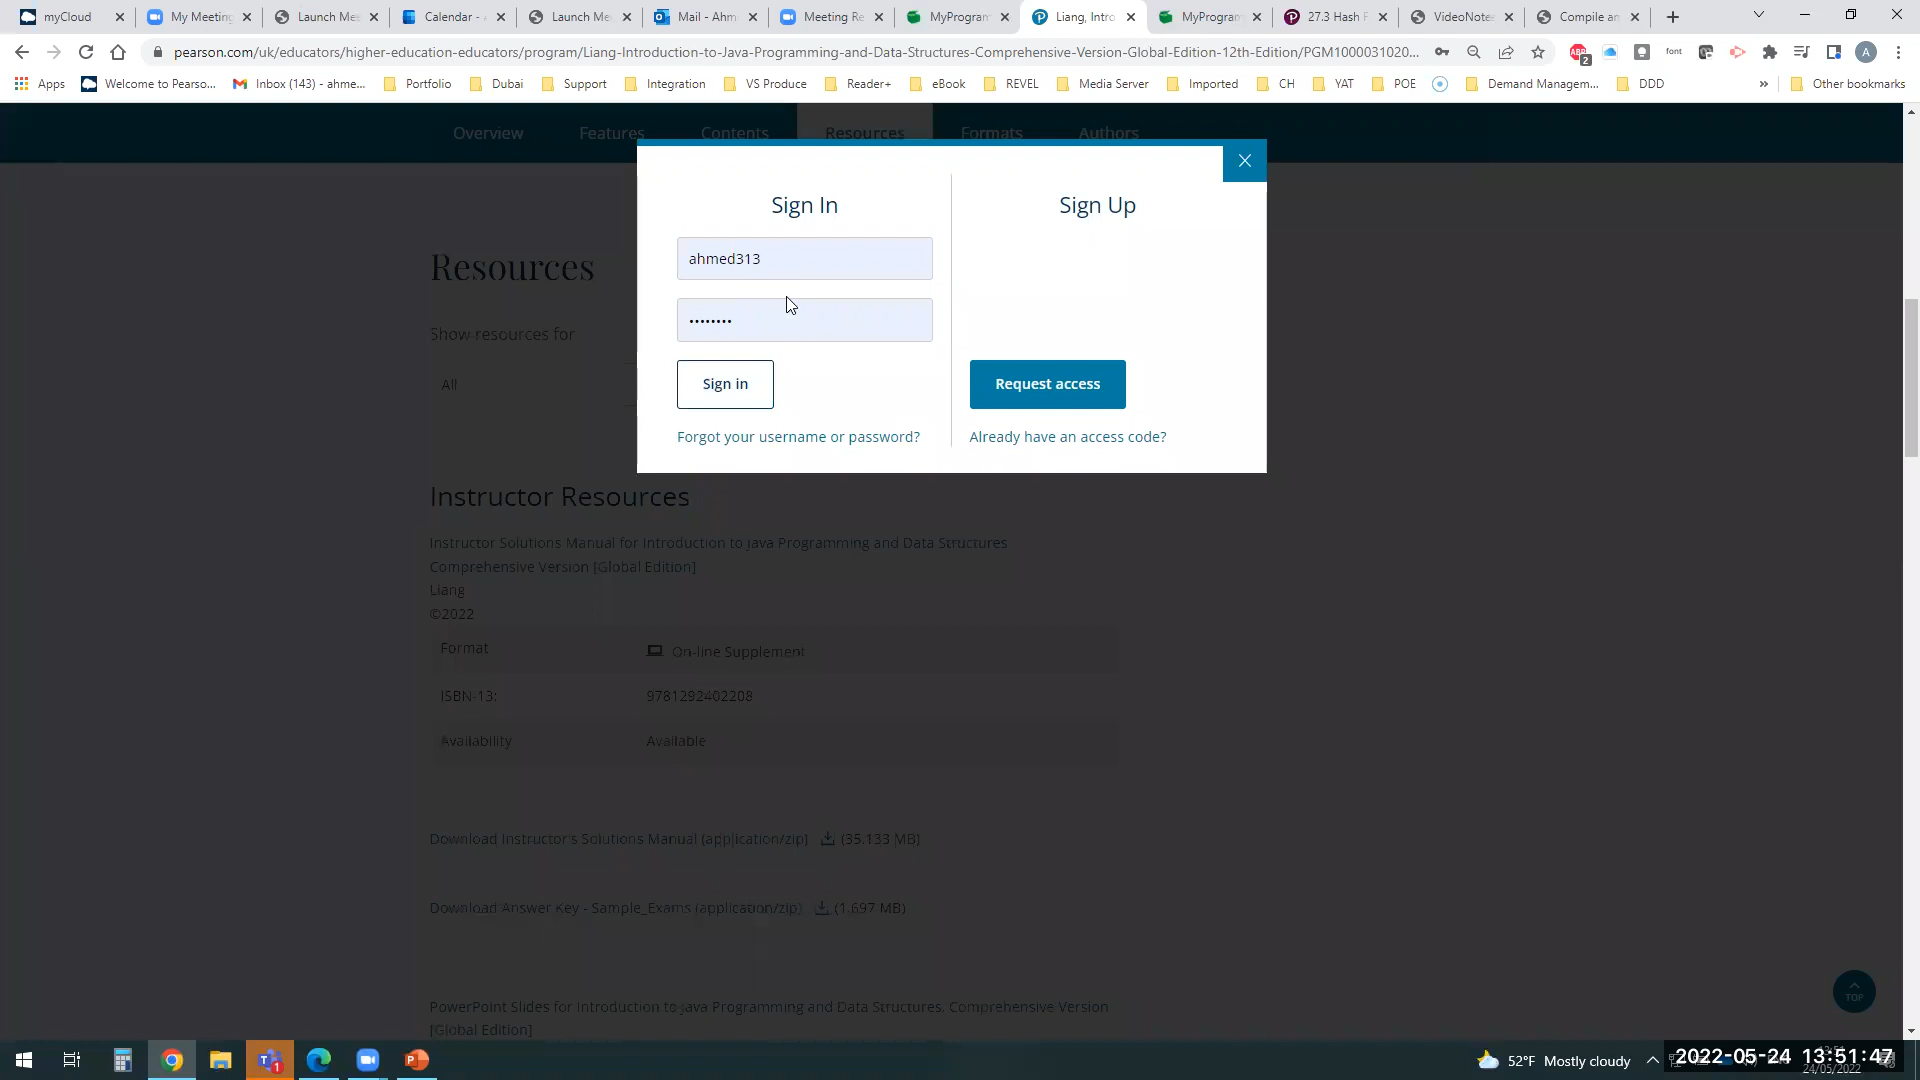 myCloud
My Meeting
Launch Me
Calendar -
Launch Me
Mail - Ahm
Meeting Re
MyProgram
Liang, Intro
MyProgram
27.3 Hash F
VideoNote
Compile an
pearson.com/uk/educators/higher-education-educators/program/Liang-Introduction-to-Java-Programming-and-Data-Structures-Comprehensive-Version-Global-Edition-12th-Edition/PGM1000031020...
ABP
2
font
A
Apps
Welcome to Pearso...
Inbox (143) - ahme...
Portfolio
Dubai
Support
Integration
VS Produce
Reader+
eBook
REVEL
Media Server
Imported
CH
YAT
POE
Demand Managem...
DDD
»
Other bookmarks
Overview
Features
Contents
Resources
Formats
Authors
Sign In
Sign Up
ahmed313
••••••••
Sign in
Request access
Forgot your username or password?
Already have an access code?
Resources
Show resources for
All
Instructor Resources
Instructor Solutions Manual for Introduction to Java Programming and Data Structures
Comprehensive Version [Global Edition]
Liang
©2022
Format
On-line Supplement
ISBN-13:
9781292402208
Availability
Available
Download Instructor's Solutions Manual (application/zip) (35.133 MB)
Download Answer Key - Sample_Exams (application/zip) (1.697 MB)
PowerPoint Slides for Introduction to Java Programming and Data Structures, Comprehensive Version
[Global Edition]
TOP
52°F Mostly cloudy
2022-05-24 13:51:47
24/05/2022